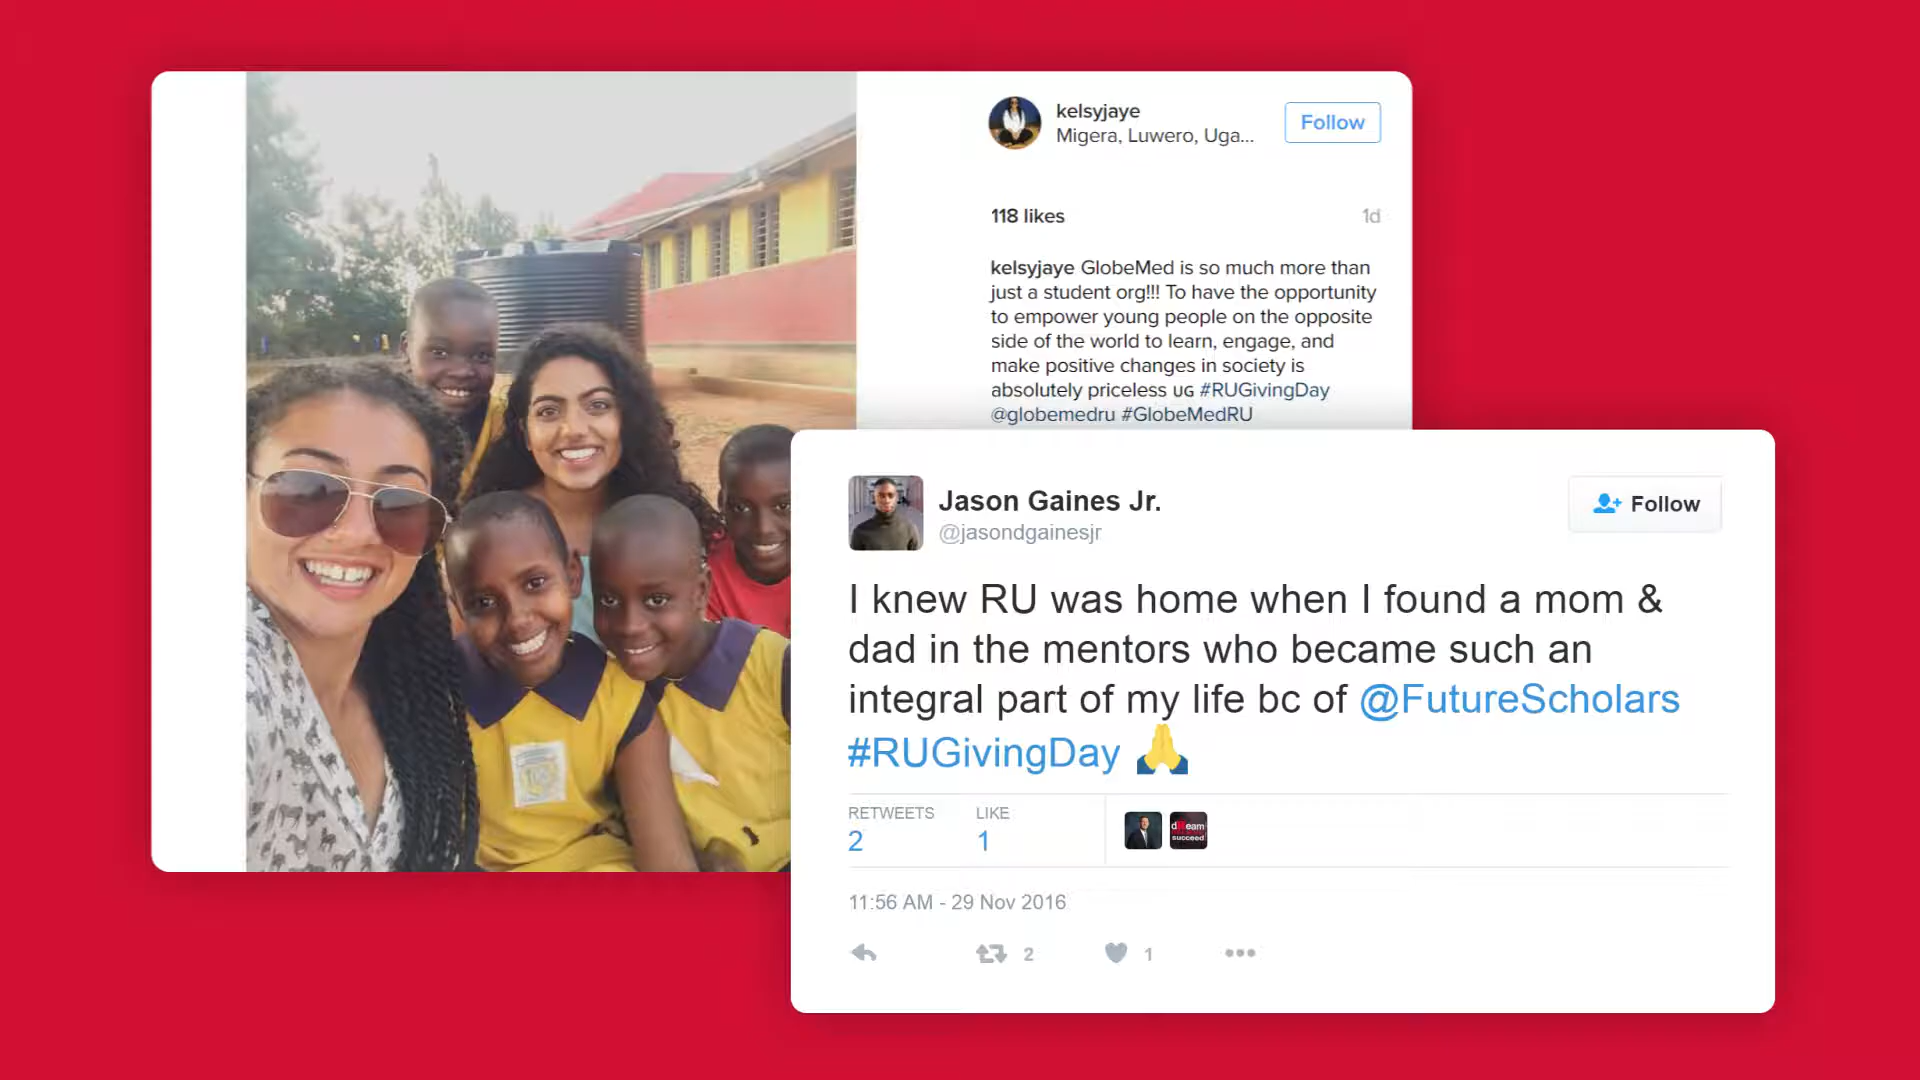 kelsyjaye
Migera, Luwero, Uga...
Follow
118 likes
1d
kelsyjaye GlobeMed is so much more than
just a student org!!! To have the opportunity
to empower young people on the opposite
side of the world to learn, engage, and
make positive changes in society is
absolutely priceless UG #RUGivingDay
@globemedru #GlobeMedRU
Jason Gaines Jr.
@jasondgainesjr
Follow
I knew RU was home when I found a mom &
dad in the mentors who became such an
integral part of my life bc of @FutureScholars
#RUGivingDay 🙏
RETWEETS
2
LIKE
1
dream
succeed
11:56 AM - 29 Nov 2016
2
1